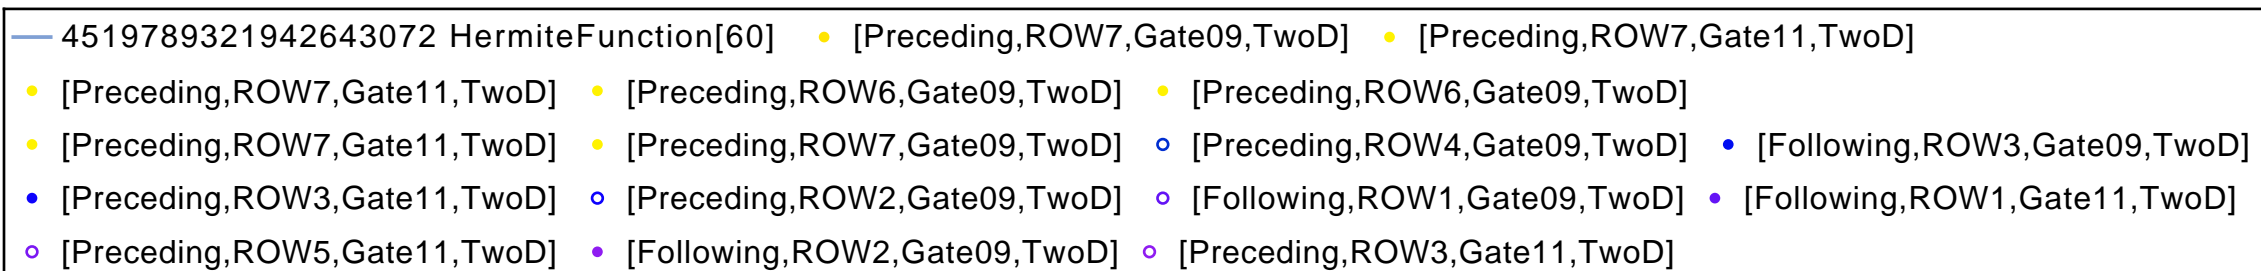 4519789321942643072 HermiteFunction[60] [Preceding,ROW7,Gate09,TwoD] [Preceding,ROW7,Gate11,TwoD]
[Preceding,ROW7,Gate11,TwoD] [Preceding,ROW6,Gate09,TwoD] [Preceding,ROW6,Gate09,TwoD]
[Preceding,ROW7,Gate11,TwoD] [Preceding,ROW7,Gate09,TwoD] [Preceding,ROW4,Gate09,TwoD] [Following,ROW3,Gate09,TwoD]
[Preceding,ROW3,Gate11,TwoD] [Preceding,ROW2,Gate09,TwoD] [Following,ROW1,Gate09,TwoD] [Following,ROW1,Gate11,TwoD]
[Preceding,ROW5,Gate11,TwoD] [Following,ROW2,Gate09,TwoD] [Preceding,ROW3,Gate11,TwoD]